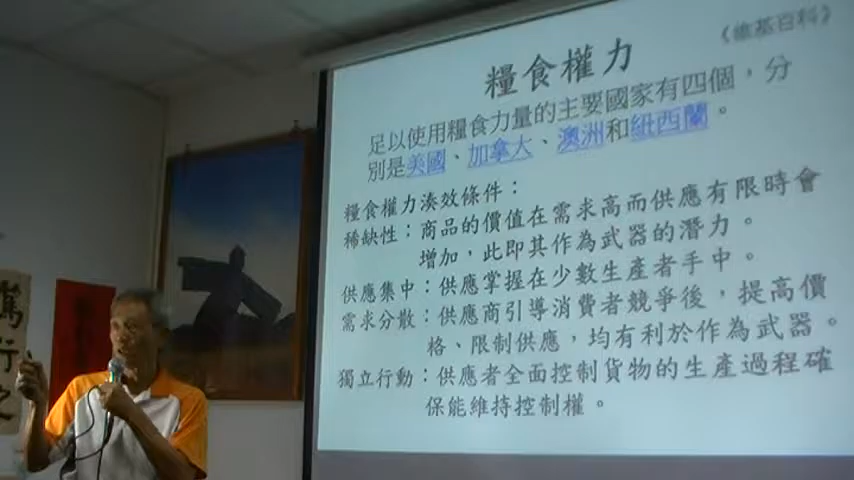 《維基百科》
糧食權力
足以使用糧食力量的主要國家有四個，分
別是美國、加拿大、澳洲和紐西蘭。
糧食權力湊效條件：
稀缺性：商品的價值在需求高而供應有限時會
增加，此即其作為武器的潛力。
供應集中：供應掌握在少數生產者手中。
需求分散：供應商引導消費者競爭後，提高價
格、限制供應，均有利於作為武器。
獨立行動：供應者全面控制貨物的生產過程確
保能維持控制權。
篤行之